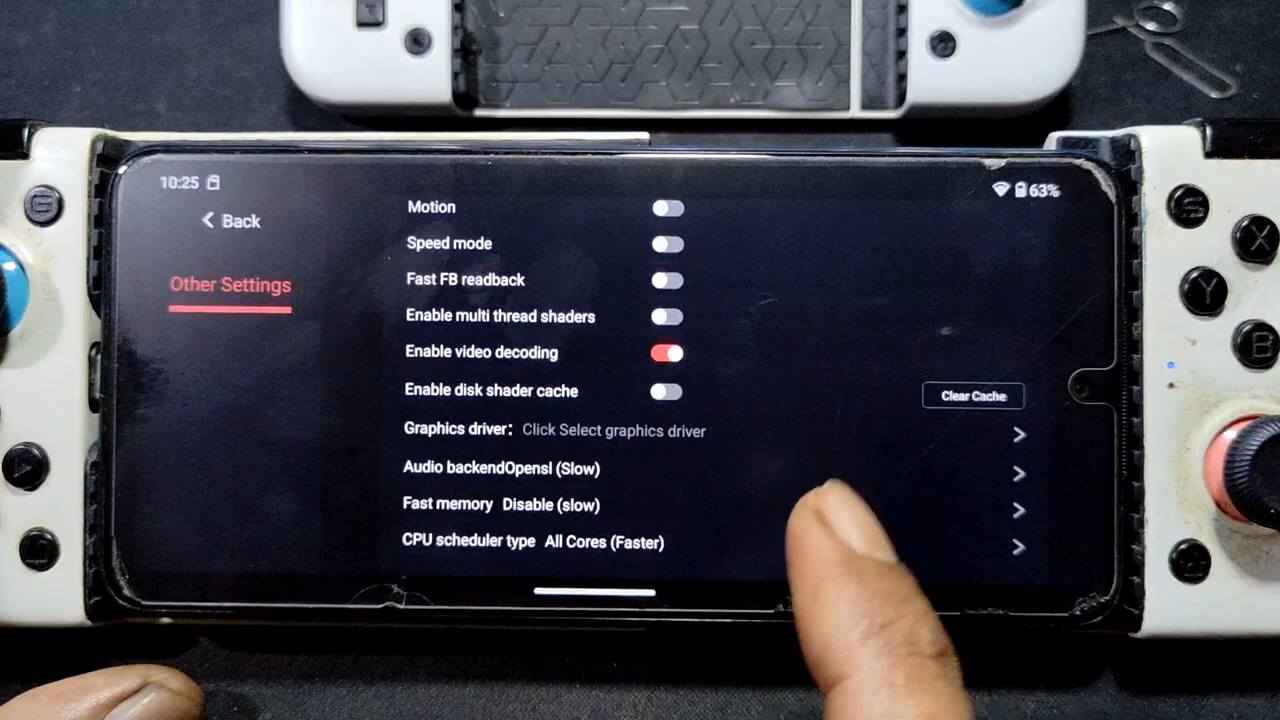 10:25
63%
Back
Other Settings
Motion
Speed mode
Fast FB readback
Enable multi thread shaders
Enable video decoding
Enable disk shader cache
Clear Cache
Graphics driver: Click Select graphics driver
Audio backendOpensl (Slow)
Fast memory Disable (slow)
CPU scheduler type All Cores (Faster)
S
X
Y
B